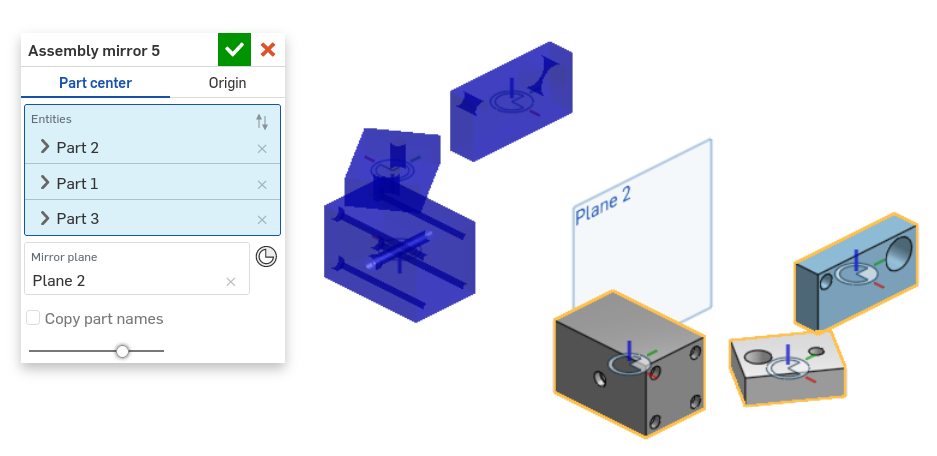 Assembly mirror 5
Part center
Origin
Entities
Part 2
Part 1
Part 3
Mirror plane
Plane 2
Copy part names
Plane 2